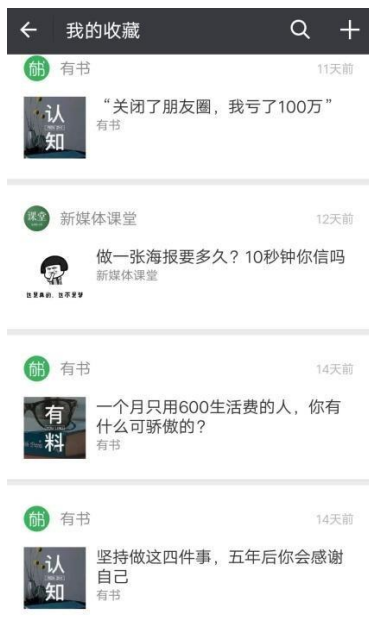 我的收藏
有书
11天前
认
知
“关闭了朋友圈，我亏了100万”
有书
课堂
新媒体课堂
12天前
做一张海报要多久？10秒钟你信吗
新媒体课堂
有书
14天前
有
料
一个月只用600生活费的人，你有
什么可骄傲的？
有书
有书
14天前
认
知
坚持做这四件事，五年后你会感谢
自己
有书